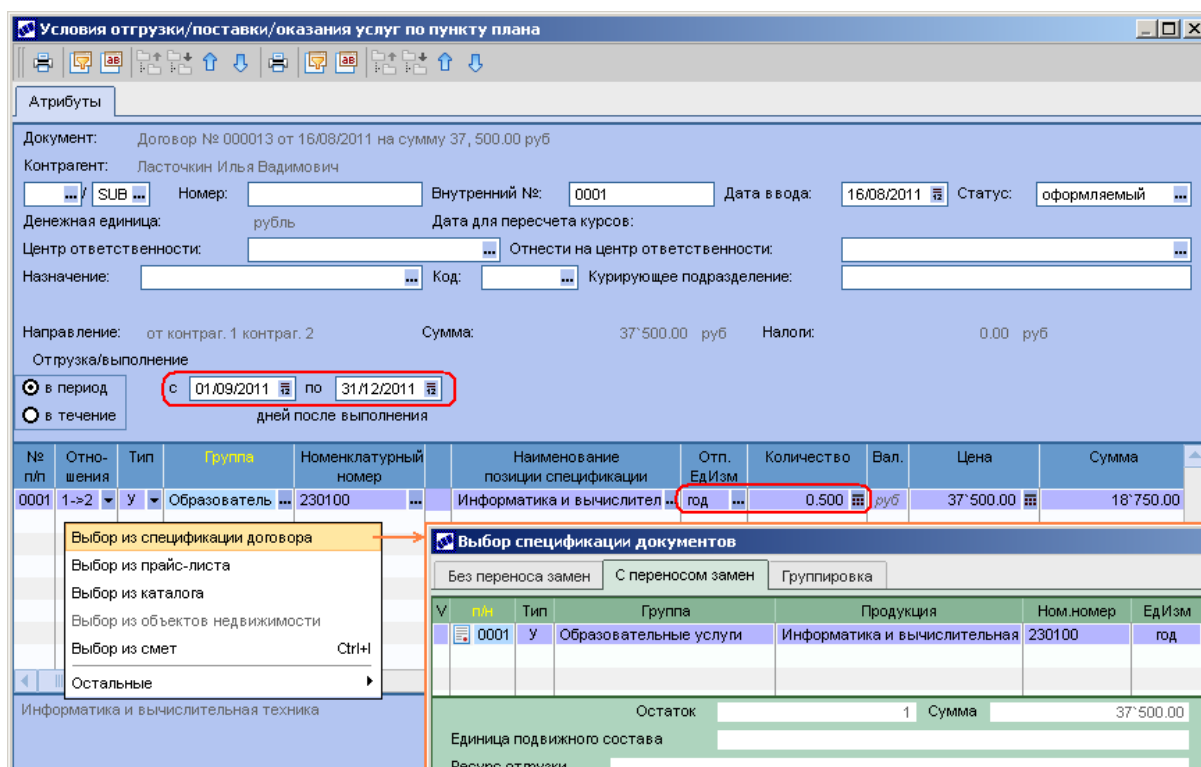 Условия отгрузки/поставки/оказания услуг по пункту плана
Атрибуты
Документ: Договор № 000013 от 16/08/2011 на сумму 37, 500.00 руб
Контрагент: Ласточкин Илья Вадимович
... / SUB ... Номер: Внутренний №: 0001 Дата ввода: 16/08/2011 Статус: оформляемый ...
Денежная единица: рубль Дата для пересчета курсов:
Центр ответственности: ... Отнести на центр ответственности: ...
Назначение: ... Код: ... Курирующее подразделение:
Направление: от контраг. 1 контраг. 2 Сумма: 37`500.00 руб Налоги: 0.00 руб
Отгрузка/выполнение
в период с 01/09/2011 по 31/12/2011
в течение дней после выполнения
№ Отно- Тип Группа Номенклатурный Наименование Отп. Количество Вал. Цена Сумма
п/п шения номер позиции спецификации ЕдИзм
0001 1->2 У Образователь ... 230100 ... Информатика и вычислител ... год ... 0.500 руб 37`500.00 18`750.00
Выбор из спецификации договора
Выбор из прайс-листа
Выбор из каталога
Выбор из объектов недвижимости
Выбор из смет Ctrl+I
Остальные
Информатика и вычислительная техника
Выбор спецификации документов
Без переноса замен С переносом замен Группировка
V п/н Тип Группа Продукция Ном.номер ЕдИзм
0001 У Образовательные услуги Информатика и вычислительная 230100 год
Остаток 1 Сумма 37`500.00
Единица подвижного состава
Ресурс отгрузки